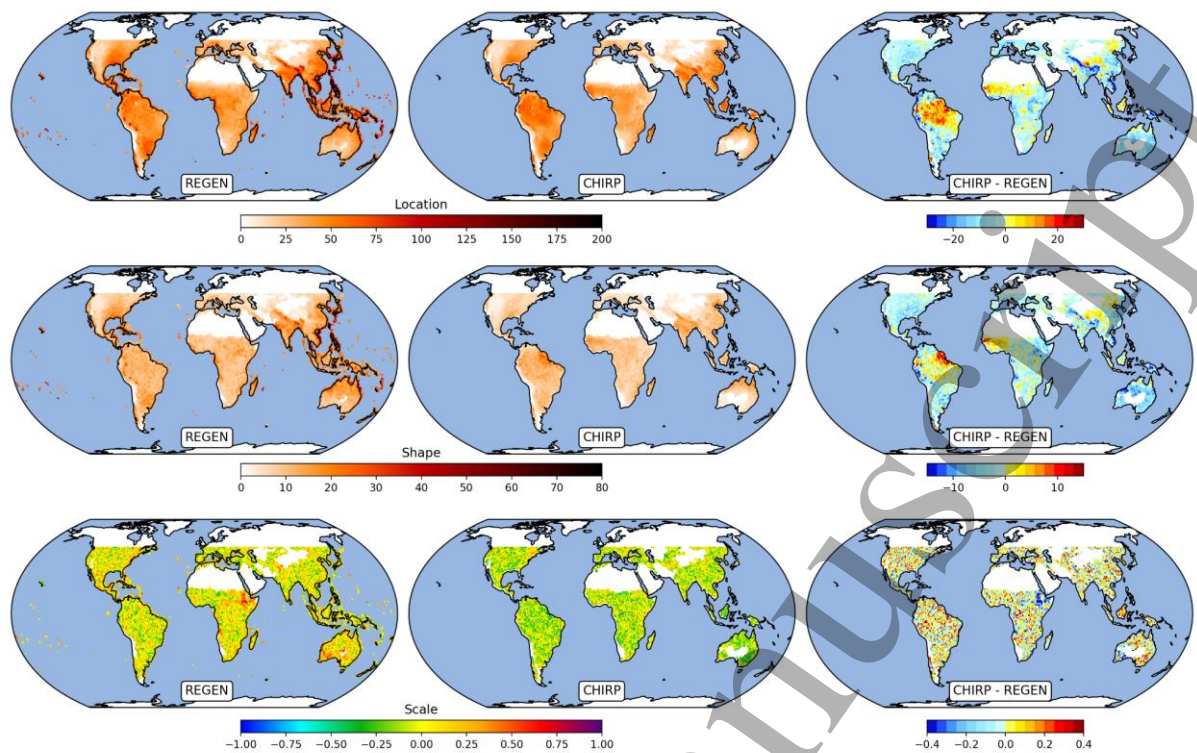 REGEN CHIRP CHIRP - REGEN
Location
0 25 50 75 100 125 150 175 200
−20 0 20
REGEN CHIRP CHIRP - REGEN
Shape
0 10 20 30 40 50 60 70 80
−10 0 10
REGEN CHIRP CHIRP - REGEN
Scale
−1.00 −0.75 −0.50 −0.25 0.00 0.25 0.50 0.75 1.00
−0.4 −0.2 0.0 0.2 0.4
nuscript